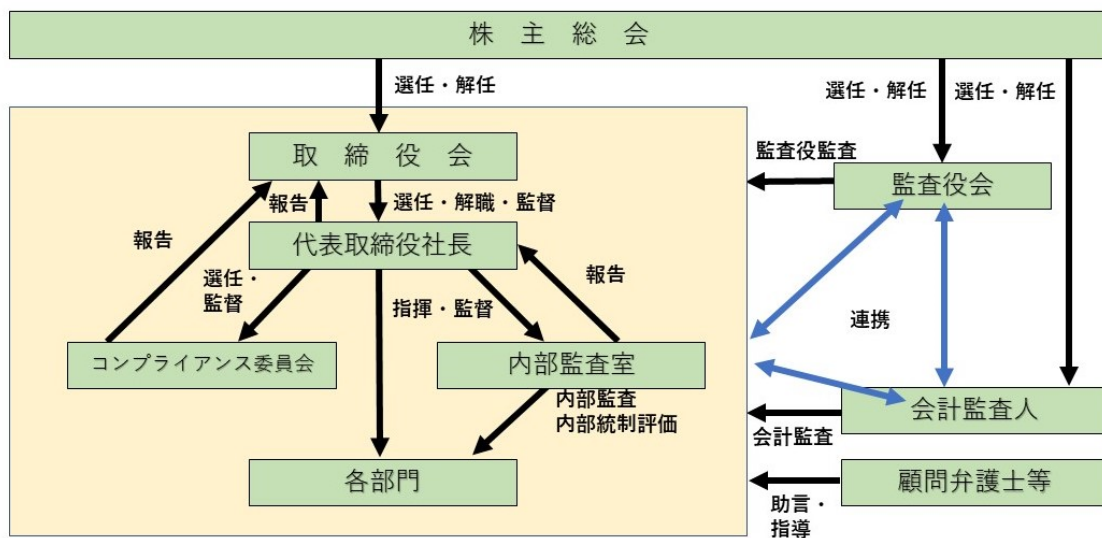 株 主 総 会
選任・解任
選任・解任
選任・解任
取 締 役 会
監査役監査
監査役会
報告
選任・解職・監督
報告
代表取締役社長
選任・
監督
報告
指揮・監督
連携
コンプライアンス委員会
内部監査室
内部監査
内部統制評価
会計監査人
会計監査
各部門
顧問弁護士等
助言・
指導